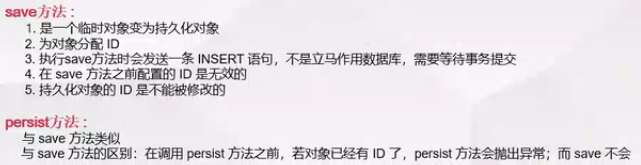 save方法：
1. 是一个临时对象变为持久化对象
2. 为对象分配 ID
3. 执行save方法时会发送一条 INSERT 语句，不是立马作用数据库，需要等待事务提交
4. 在 save 方法之前配置的 ID 是无效的
5. 持久化对象的 ID 是不能被修改的
persist方法：
与 save 方法类似
与 save 方法的区别：在调用 persist 方法之前，若对象已经有 ID 了，persist 方法会抛出异常；而 save 不会